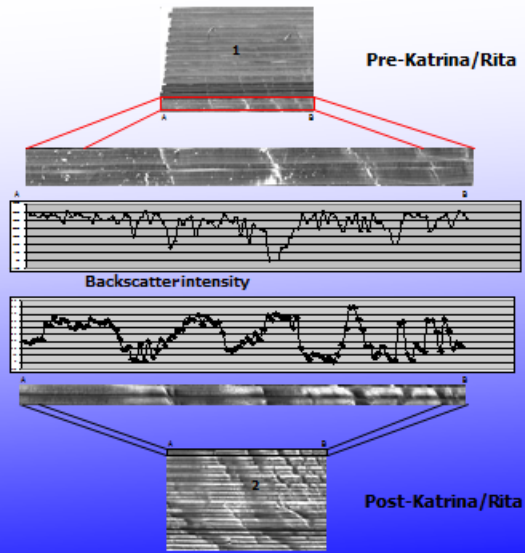 1
Pre-Katrina/Rita
A B
A B
Backscatter intensity
A B
A B
2
Post-Katrina/Rita